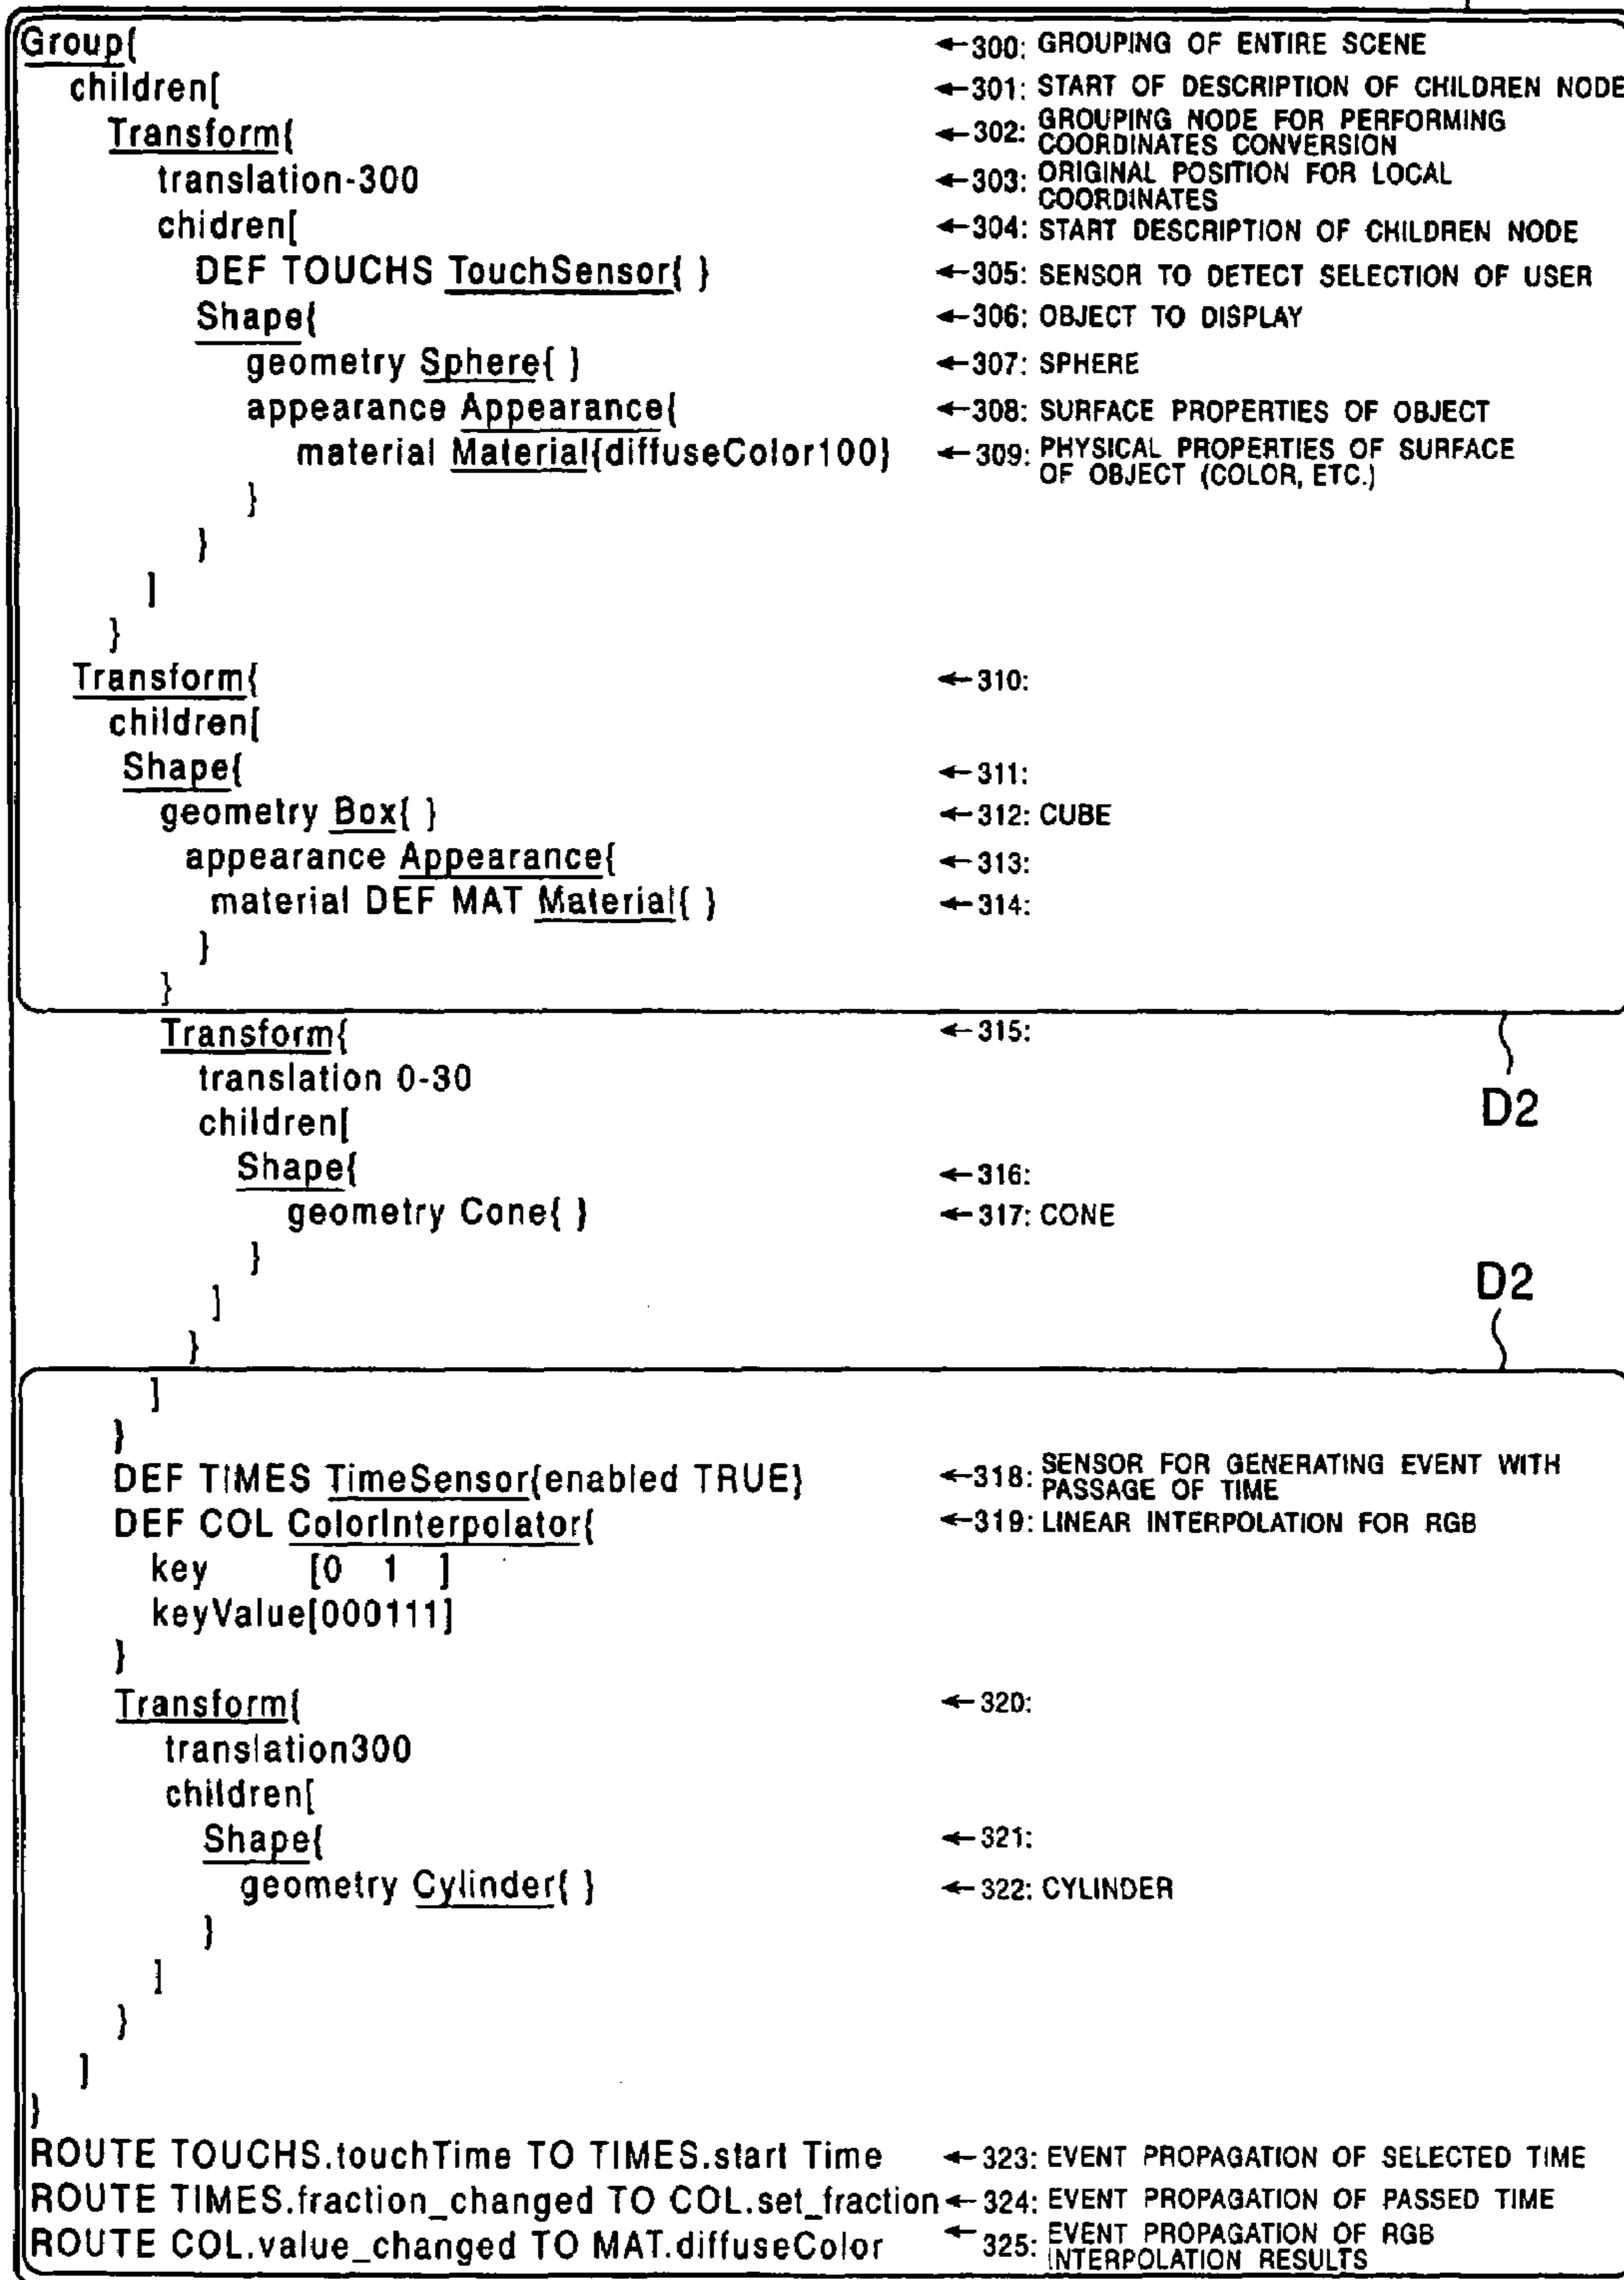 Group{ ←300: GROUPING OF ENTIRE SCENE
children[ ←301: START OF DESCRIPTION OF CHILDREN NODE
Transform{ ←302: GROUPING NODE FOR PERFORMING
COORDINATES CONVERSION
translation-300 ←303: ORIGINAL POSITION FOR LOCAL
COORDINATES
chidren[ ←304: START DESCRIPTION OF CHILDREN NODE
DEF TOUCHS TouchSensor{ } ←305: SENSOR TO DETECT SELECTION OF USER
Shape{ ←306: OBJECT TO DISPLAY
geometry Sphere{ } ←307: SPHERE
appearance Appearance{ ←308: SURFACE PROPERTIES OF OBJECT
material Material{diffuseColor100} ←309: PHYSICAL PROPERTIES OF SURFACE
OF OBJECT (COLOR, ETC.)
}
}
]
}
Transform{ ←310:
children[
Shape{ ←311:
geometry Box{ } ←312: CUBE
appearance Appearance{ ←313:
material DEF MAT Material{ } ←314:
}
}
Transform{ ←315:
translation 0-30
D2
children[
Shape{ ←316:
geometry Cone{ } ←317: CONE
}
D2
]
}
]
}
DEF TIMES TimeSensor{enabled TRUE} ←318: SENSOR FOR GENERATING EVENT WITH
PASSAGE OF TIME
DEF COL ColorInterpolator{ ←319: LINEAR INTERPOLATION FOR RGB
key [0 1 ]
keyValue[000111]
}
Transform{ ←320:
translation300
children[
Shape{ ←321:
geometry Cylinder{ } ←322: CYLINDER
}
]
}
]
}
ROUTE TOUCHS.touchTime TO TIMES.start Time ←323: EVENT PROPAGATION OF SELECTED TIME
ROUTE TIMES.fraction_changed TO COL.set_fraction ←324: EVENT PROPAGATION OF PASSED TIME
ROUTE COL.value_changed TO MAT.diffuseColor ←325: EVENT PROPAGATION OF RGB
INTERPOLATION RESULTS